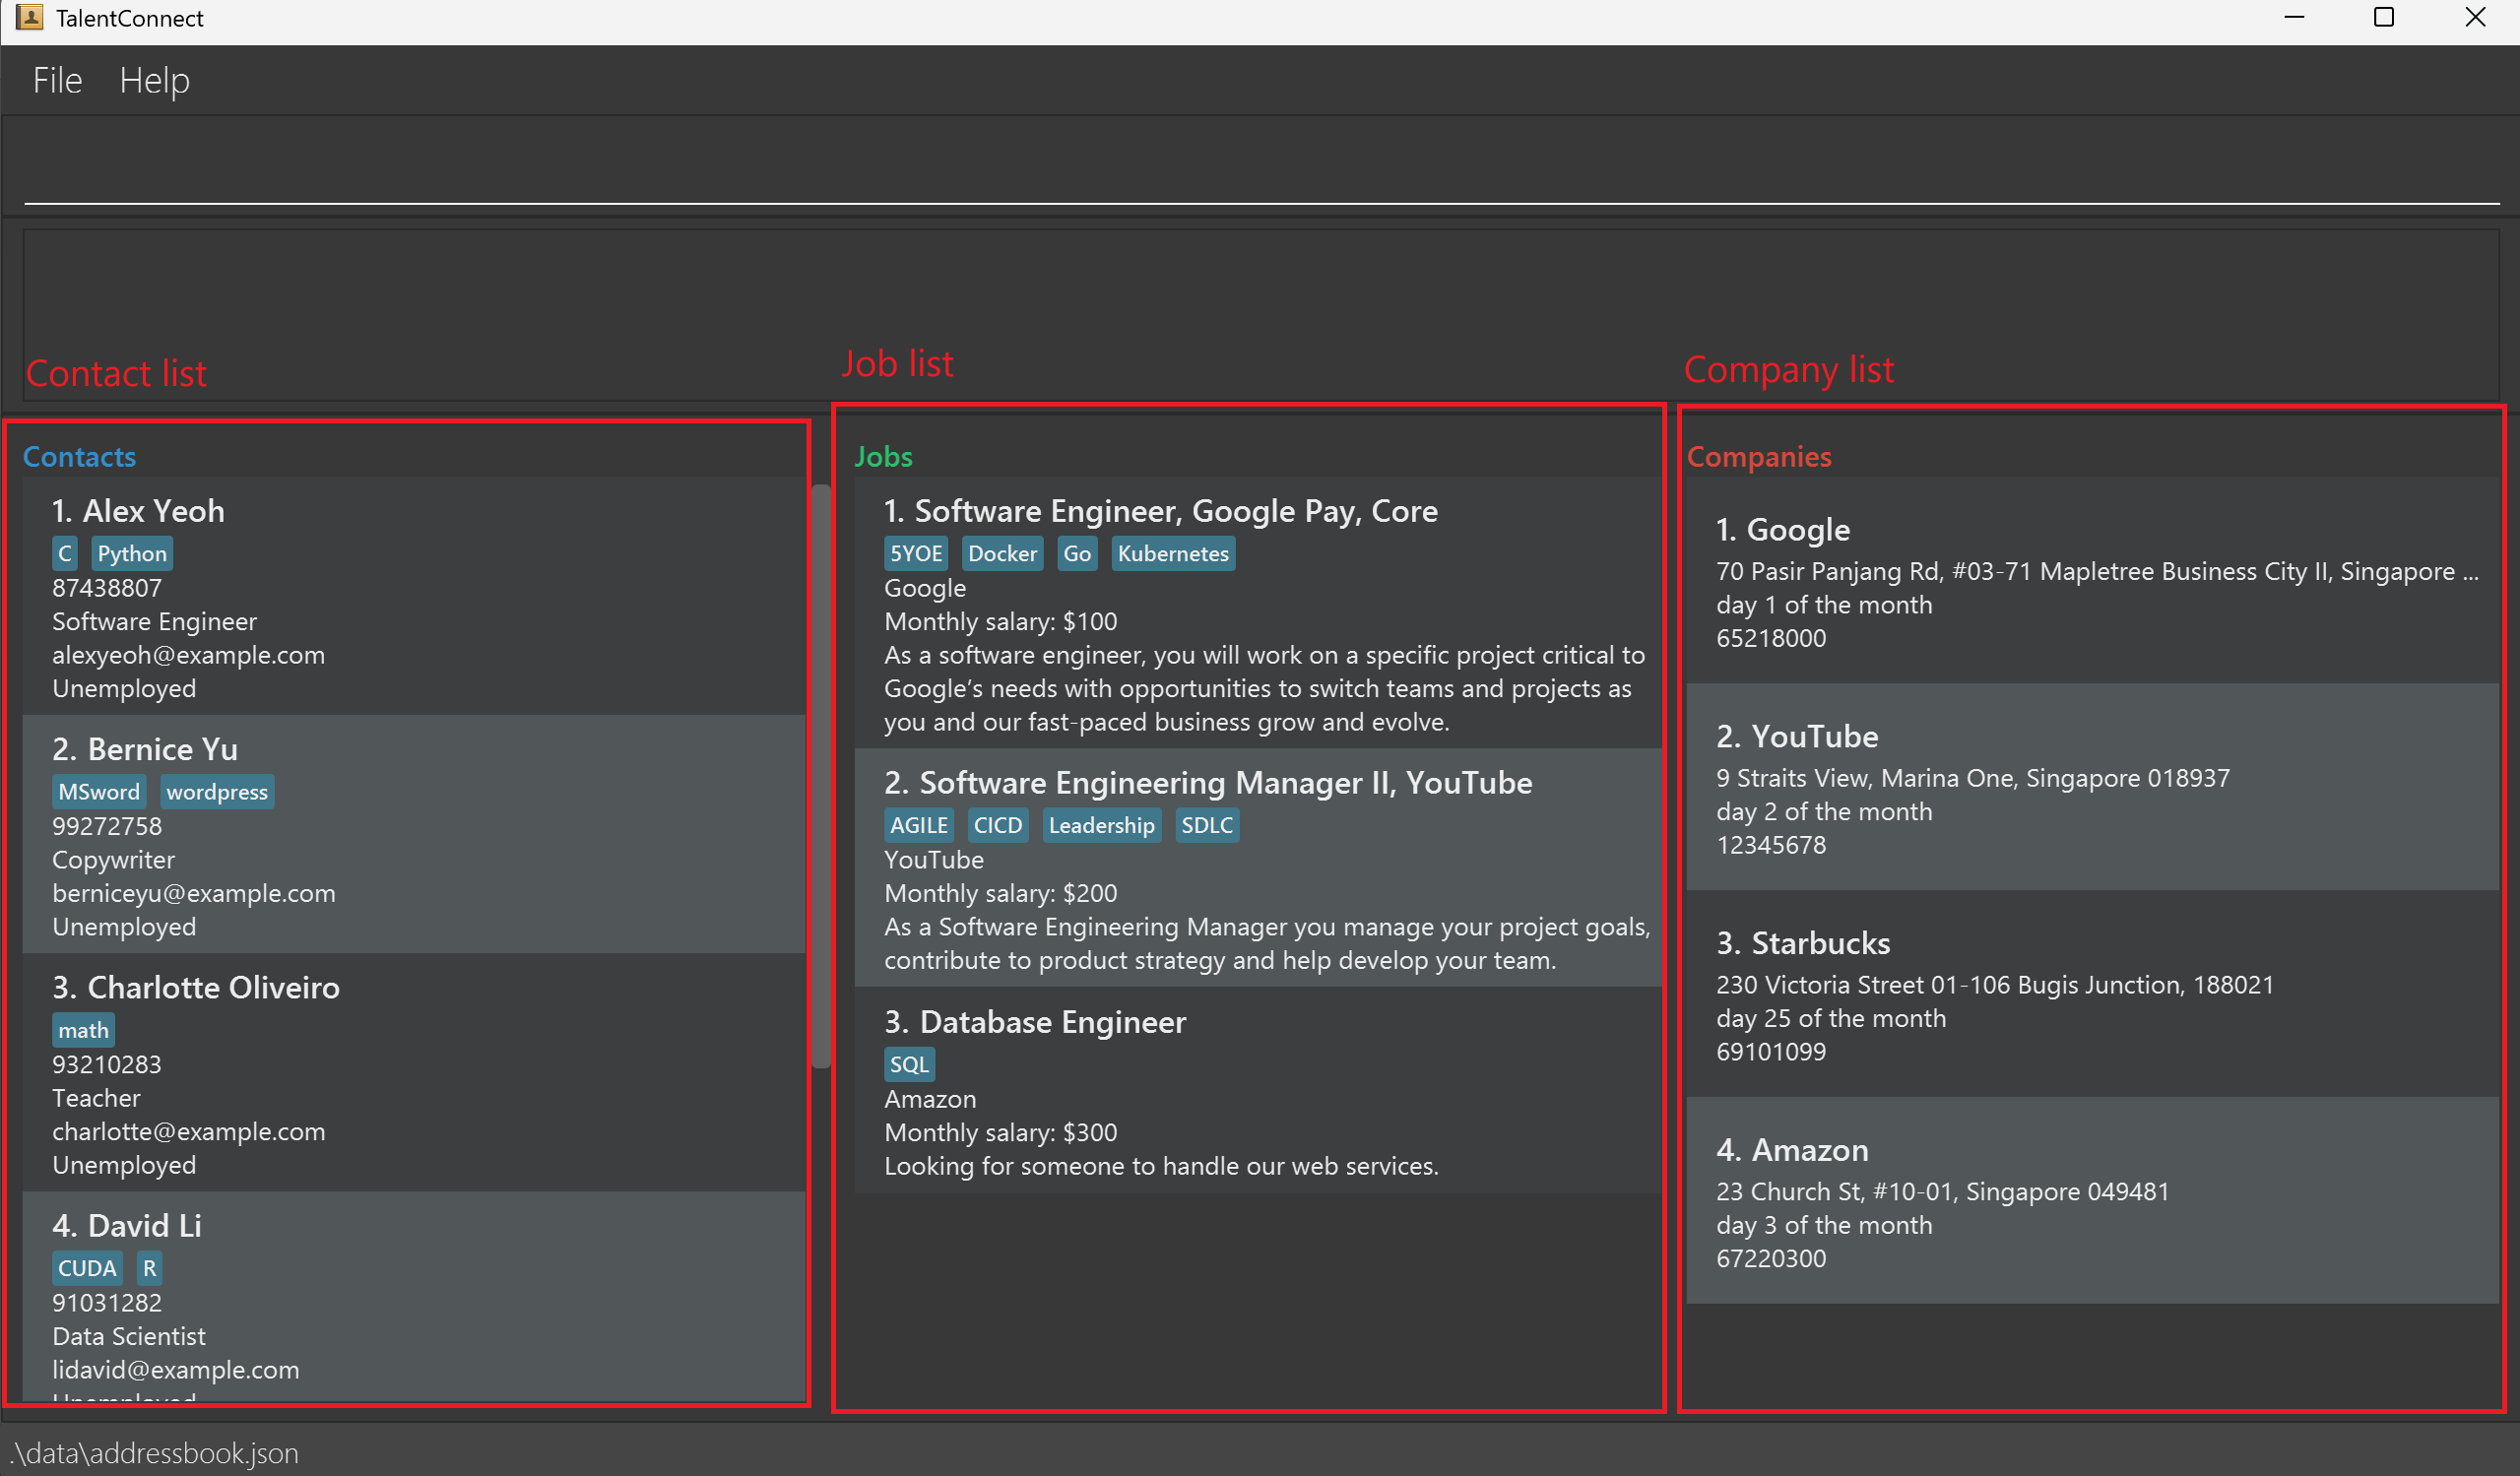 TalentConnect
File Help
Contact list
Job list
Company list
Contacts
1. Alex Yeoh
C Python
87438807
Software Engineer
alexyeoh@example.com
Unemployed
2. Bernice Yu
MSword wordpress
99272758
Copywriter
berniceyu@example.com
Unemployed
3. Charlotte Oliveiro
math
93210283
Teacher
charlotte@example.com
Unemployed
4. David Li
CUDA R
91031282
Data Scientist
lidavid@example.com
Unemployed
Jobs
1. Software Engineer, Google Pay, Core
5YOE Docker Go Kubernetes
Google
Monthly salary: $100
As a software engineer, you will work on a specific project critical to
Google’s needs with opportunities to switch teams and projects as
you and our fast-paced business grow and evolve.
2. Software Engineering Manager II, YouTube
AGILE CICD Leadership SDLC
YouTube
Monthly salary: $200
As a Software Engineering Manager you manage your project goals,
contribute to product strategy and help develop your team.
3. Database Engineer
SQL
Amazon
Monthly salary: $300
Looking for someone to handle our web services.
Companies
1. Google
70 Pasir Panjang Rd, #03-71 Mapletree Business City II, Singapore ...
day 1 of the month
65218000
2. YouTube
9 Straits View, Marina One, Singapore 018937
day 2 of the month
12345678
3. Starbucks
230 Victoria Street 01-106 Bugis Junction, 188021
day 25 of the month
69101099
4. Amazon
23 Church St, #10-01, Singapore 049481
day 3 of the month
67220300
.\data\addressbook.json